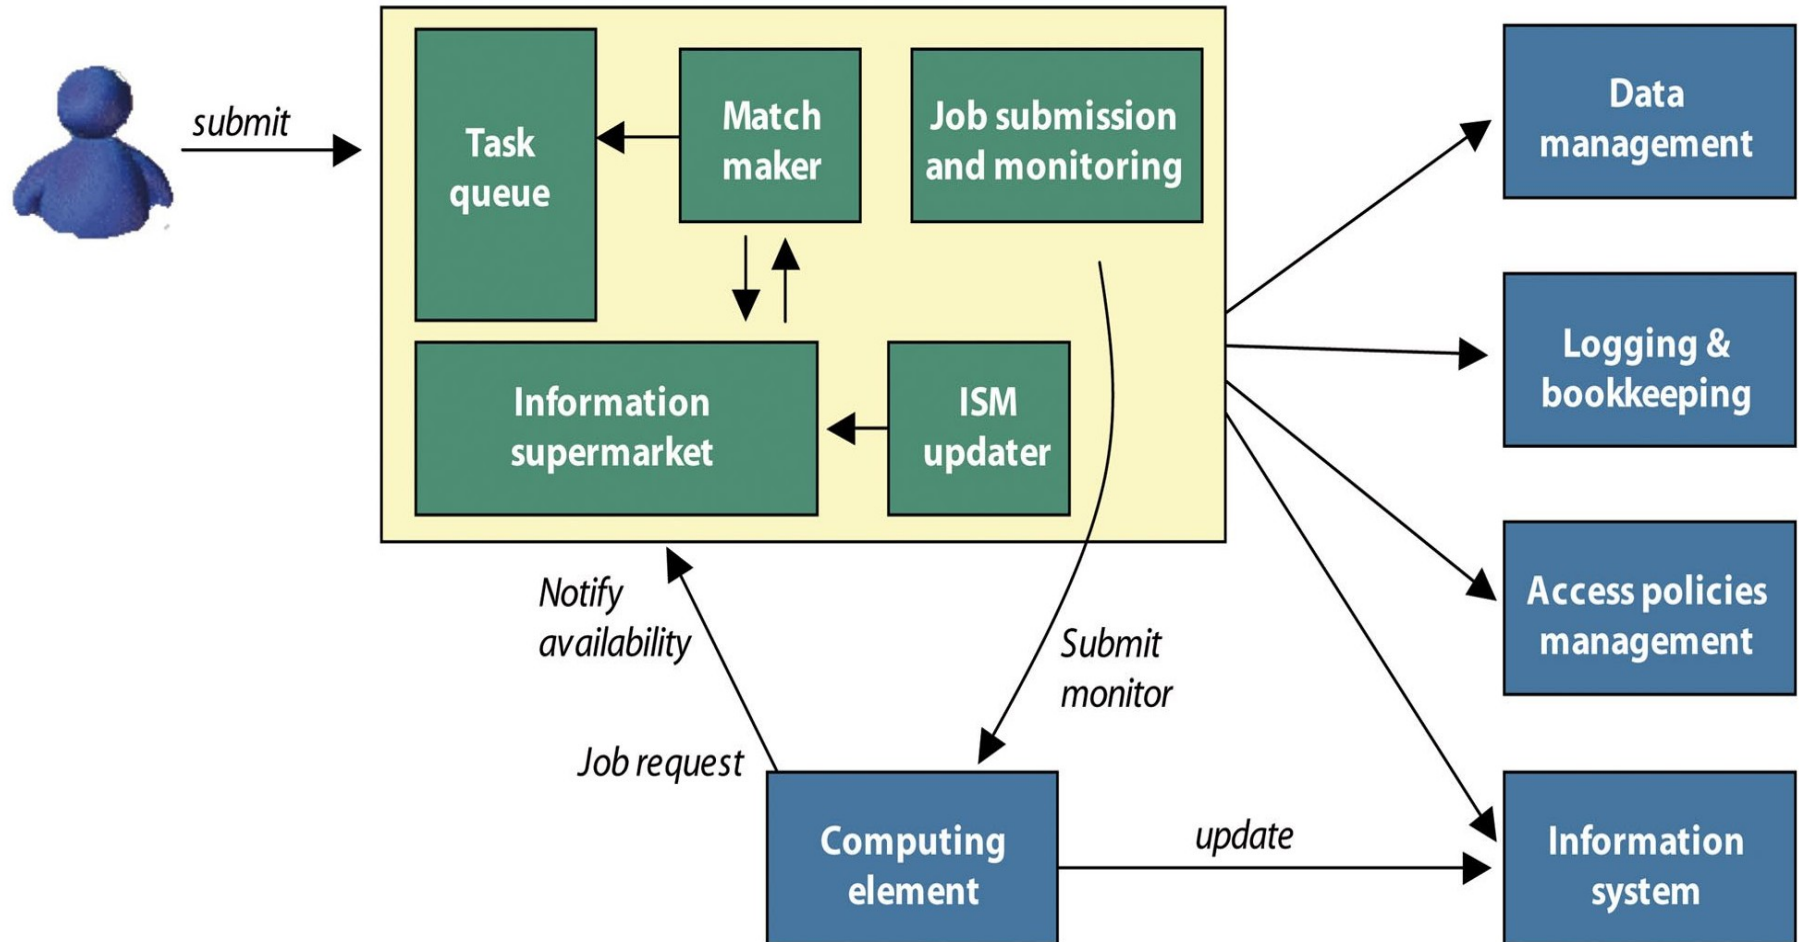 submit
Task
queue
Match
maker
Job submission
and monitoring
Information
supermarket
ISM
updater
Data
management
Logging &
bookkeeping
Access policies
management
Notify
availability
Submit
monitor
Job request
Computing
element
update
Information
system